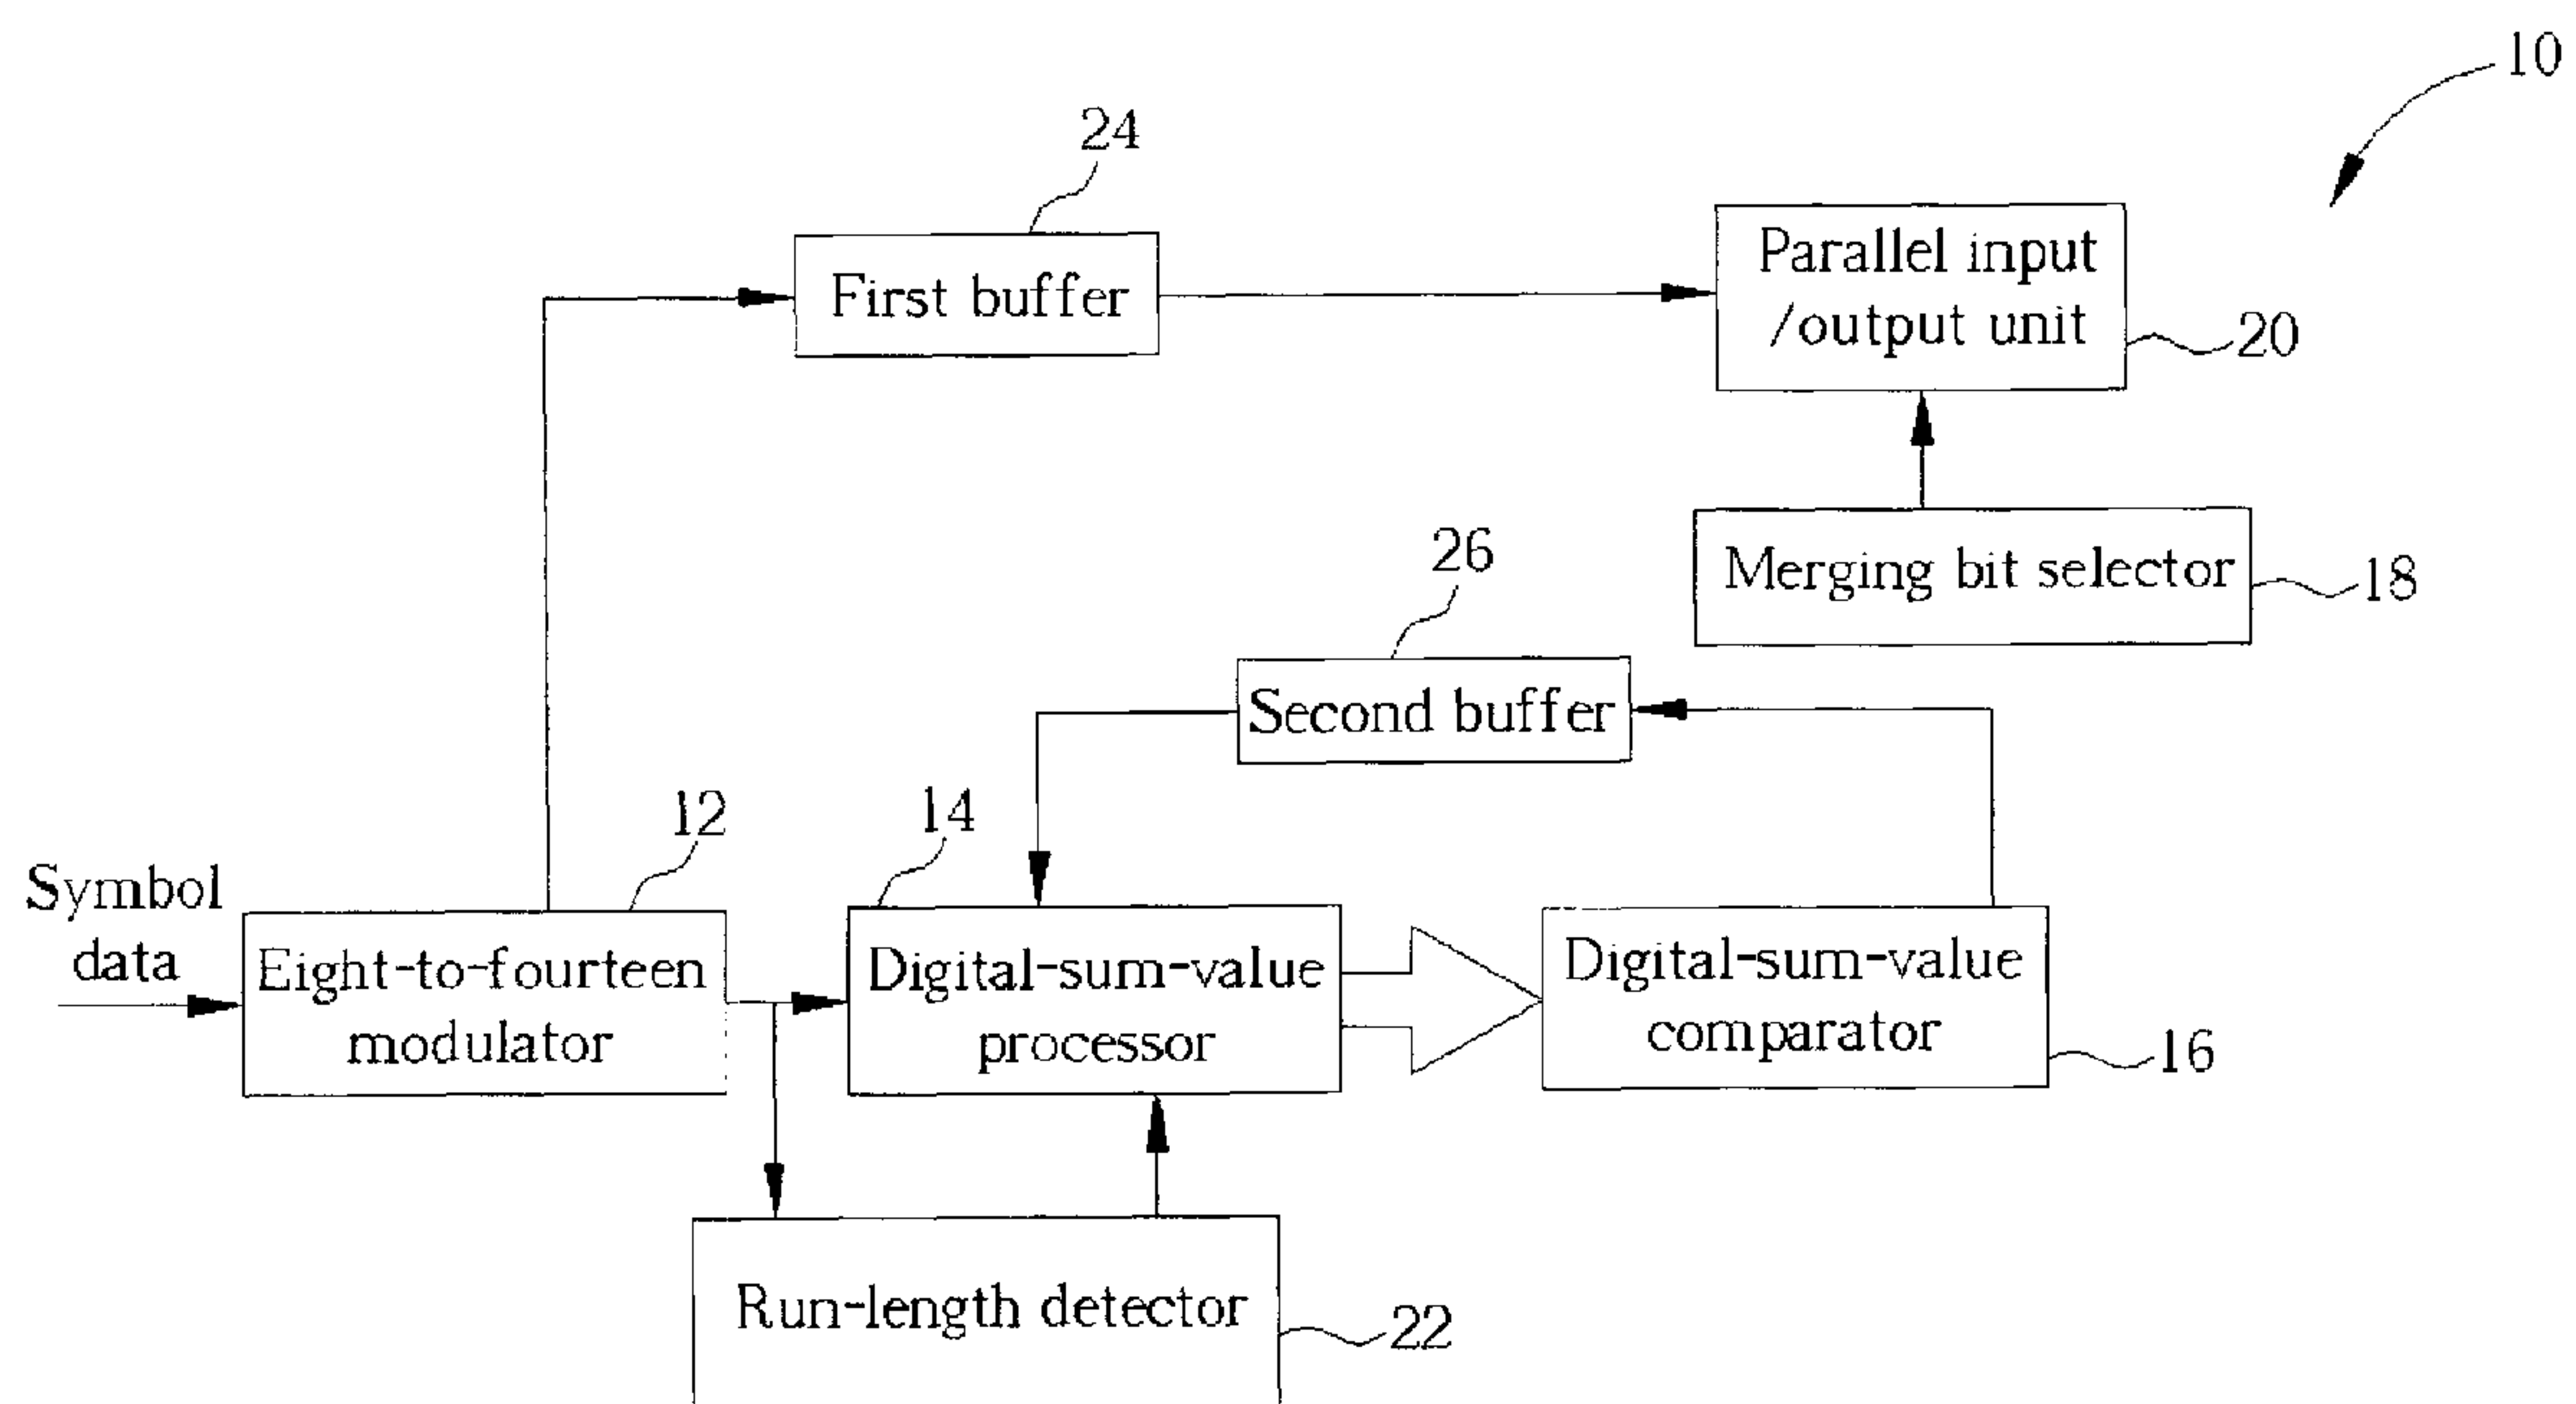 10
24
First buffer
Parallel input
/output unit
20
Merging bit selector
18
26
Second buffer
12
14
Symbol
data
Eight-to-fourteen
modulator
Digital-sum-value
processor
Digital-sum-value
comparator
16
Run-length detector
22